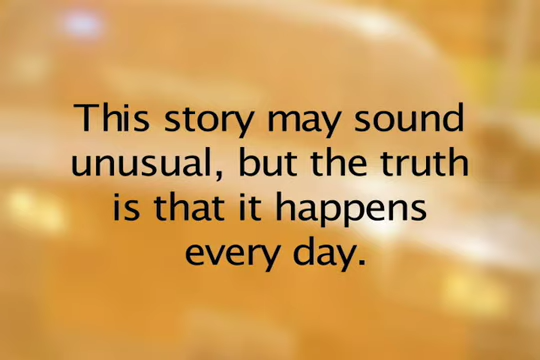 This story may sound
unusual, but the truth
is that it happens
every day.